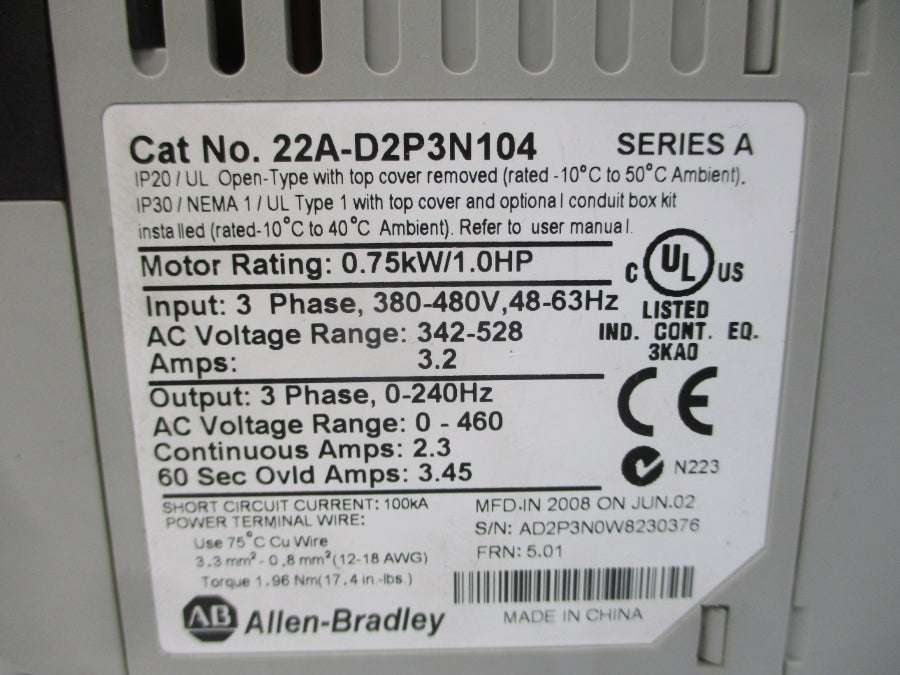 Cat No. 22A-D2P3N104 SERIES A
IP20 / UL Open-Type with top cover removed (rated -10°C to 50°C Ambient).
IP30 / NEMA 1 / UL Type 1 with top cover and optional conduit box kit
installed (rated-10°C to 40°C Ambient). Refer to user manual.
Motor Rating: 0.75kW/1.0HP
C UL US
LISTED
IND. CONT. EQ.
3KA0
Input: 3 Phase, 380-480V,48-63Hz
AC Voltage Range: 342-528
Amps: 3.2
Output: 3 Phase, 0-240Hz
AC Voltage Range: 0 - 460
Continuous Amps: 2.3
60 Sec Ovld Amps: 3.45
CE
N223
SHORT CIRCUIT CURRENT: 100kA
POWER TERMINAL WIRE:
Use 75°C Cu Wire
3.3 mm² - 0.8 mm² (12-18 AWG)
Torque 1.96 Nm(17.4 in.-lbs.)
MFD.IN 2008 ON JUN.02
S/N: AD2P3N0W8230376
FRN: 5.01
AB Allen-Bradley
MADE IN CHINA